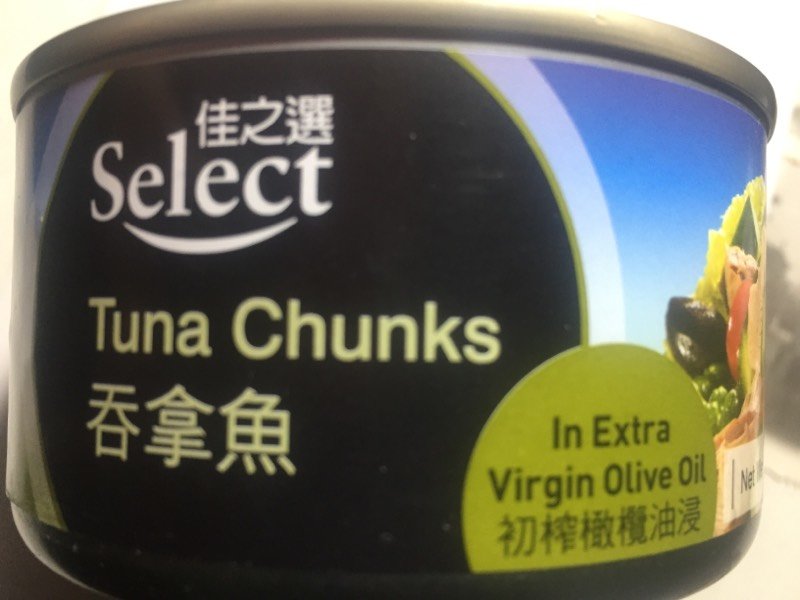 佳之選
Select
Tuna Chunks
吞拿魚
In Extra
Virgin Olive Oil
初榨橄欖油浸
Net